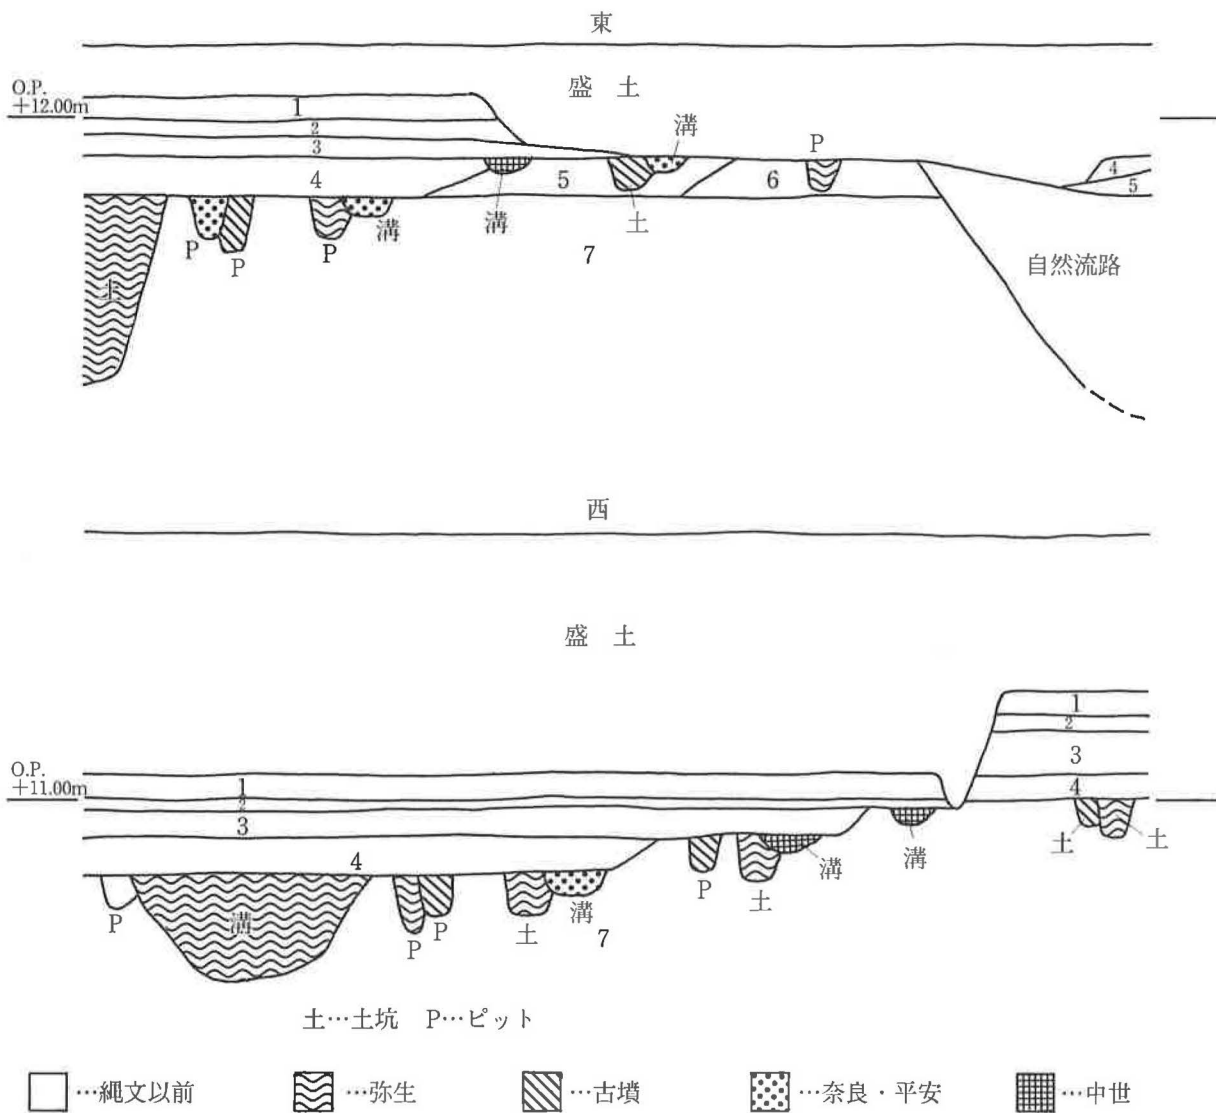 東
盛 土
O.P.
+12.00m
1
2
3
溝
P
4
5
6
4
5
溝
土
P
P
P
溝
7
自然流路
土
西
盛 土
1
2
3
O.P.
+11.00m
1
2
4
3
溝
土
土
4
P
土
溝
P
溝
P
P
土
溝
7
土…土坑 P…ピット
…縄文以前 …弥生 …古墳 …奈良・平安 …中世